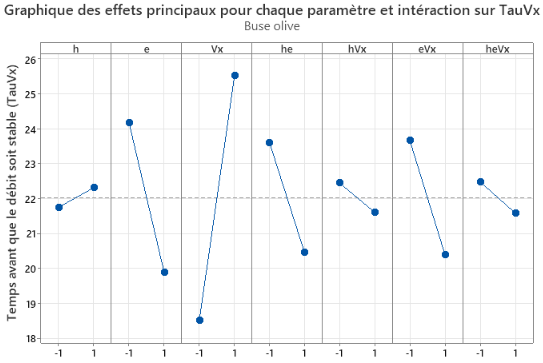 Graphique des effets principaux pour chaque paramètre et intéraction sur TauVx
Buse olive
h e Vx he hVx eVx heVx
Temps avant que le débit soit stable (TauVx)
26
25
24
23
22
21
20
19
18
-1 1 -1 1 -1 1 -1 1 -1 1 -1 1 -1 1